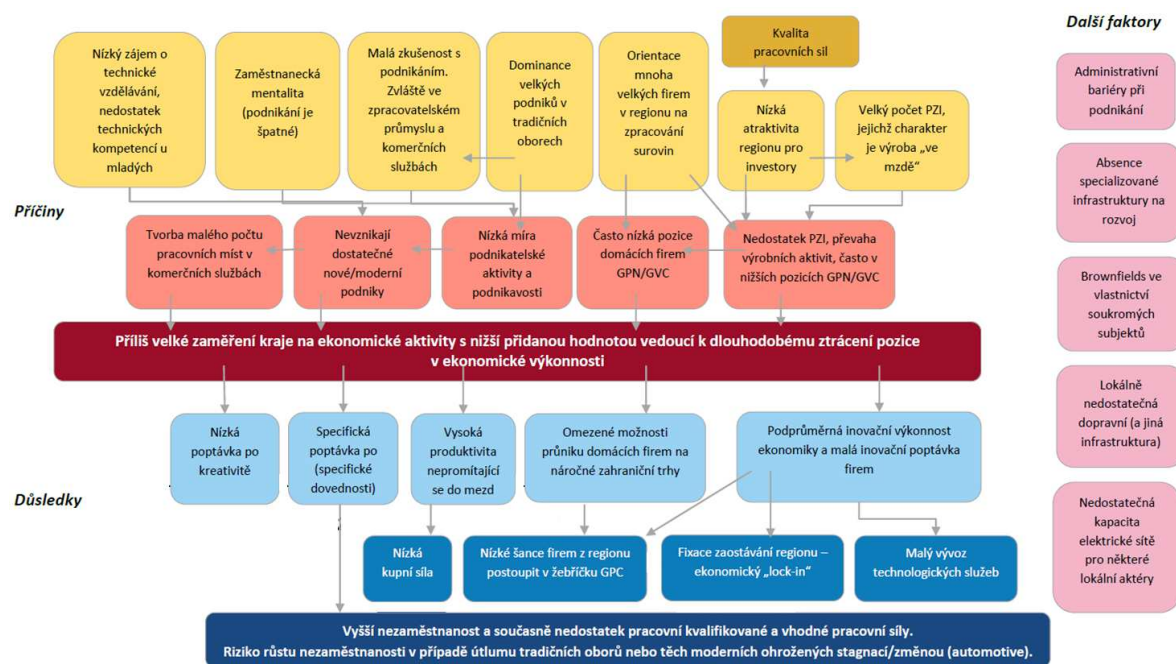 Další faktory
Kvalita
pracovních sil
Nízký zájem o
technické
vzdělávání,
nedostatek
technických
kompetencí u
mladých
Zaměstnanecká
mentalita
(podnikání je
špatné)
Malá zkušenost s
podnikáním.
Zvláště ve
zpracovatelském
průmyslu a
komerčních
službách
Dominance
velkých
podniků v
tradičních
oborech
Orientace
mnoha
velkých firem
v regionu na
zpracování
surovin
Nízká
atraktivita
regionu pro
investory
Velký počet PZI,
jejichž charakter
je výroba „ve
mzdě“
Příčiny
Tvorba malého počtu
pracovních míst v
komerčních službách
Nevznikají
dostatečné
nové/moderní
podniky
Nízká míra
podnikatelské
aktivity a
podnikavosti
Často nízká pozice
domácích firem
GPN/GVC
Nedostatek PZI, převaha
výrobních aktivit, často v
nižších pozicích GPN/GVC
Příliš velké zaměření kraje na ekonomické aktivity s nižší přidanou hodnotou vedoucí k dlouhodobému ztrácení pozice
v ekonomické výkonnosti
Nízká
poptávka po
kreativitě
Specifická
poptávka po
(specifické
dovednosti)
Vysoká
produktivita
nepromítající
se do mezd
Omezené možnosti
průniku domácích firem na
náročné zahraniční trhy
Podprůměrná inovační výkonnost
ekonomiky a malá inovační poptávka
firem
Důsledky
Nízká
kupní síla
Nízké šance firem z regionu
postoupit v žebříčku GPC
Fixace zaostávání regionu –
ekonomický „lock-in“
Malý vývoz
technologických služeb
Vyšší nezaměstnanost a současně nedostatek pracovní kvalifikované a vhodné pracovní síly.
Riziko růstu nezaměstnanosti v případě útlumu tradičních oborů nebo těch moderních ohrožených stagnací/změnou (automotive).
Administrativní
bariéry při
podnikání
Absence
specializované
infrastruktury na
rozvoj
Brownfields ve
vlastnictví
soukromých
subjektů
Lokálně
nedostatečná
dopravní (a jiná
infrastruktura)
Nedostatečná
kapacita
elektrické sítě
pro některé
lokální aktéry